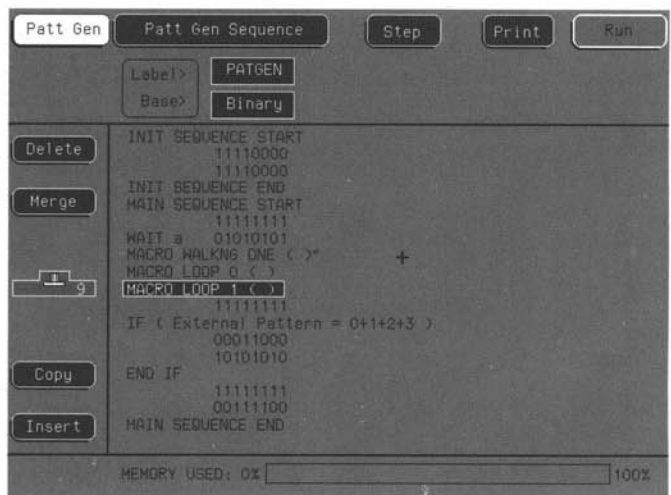 Patt Gen Patt Gen Sequence Step Print Run
Label> PATGEN
Base> Binary
Delete
Merge
9
Copy
Insert
INIT SEQUENCE START
11110000
11110000
INIT SEQUENCE END
MAIN SEQUENCE START
11111111
WAIT a 01010101
MACRO WALKNG ONE ( )*
MACRO LOOP 0 ( )
MACRO LOOP 1 ( )
11111111
IF ( External Pattern = 0+1+2+3 )
00011000
10101010
END IF
11111111
00111100
MAIN SEQUENCE END
MEMORY USED: 0% 100%